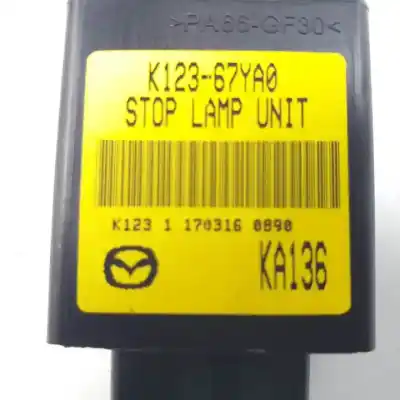 >PA66-GF30<
K123-67YA0
STOP LAMP UNIT
K123 1 170316 0890
KA136